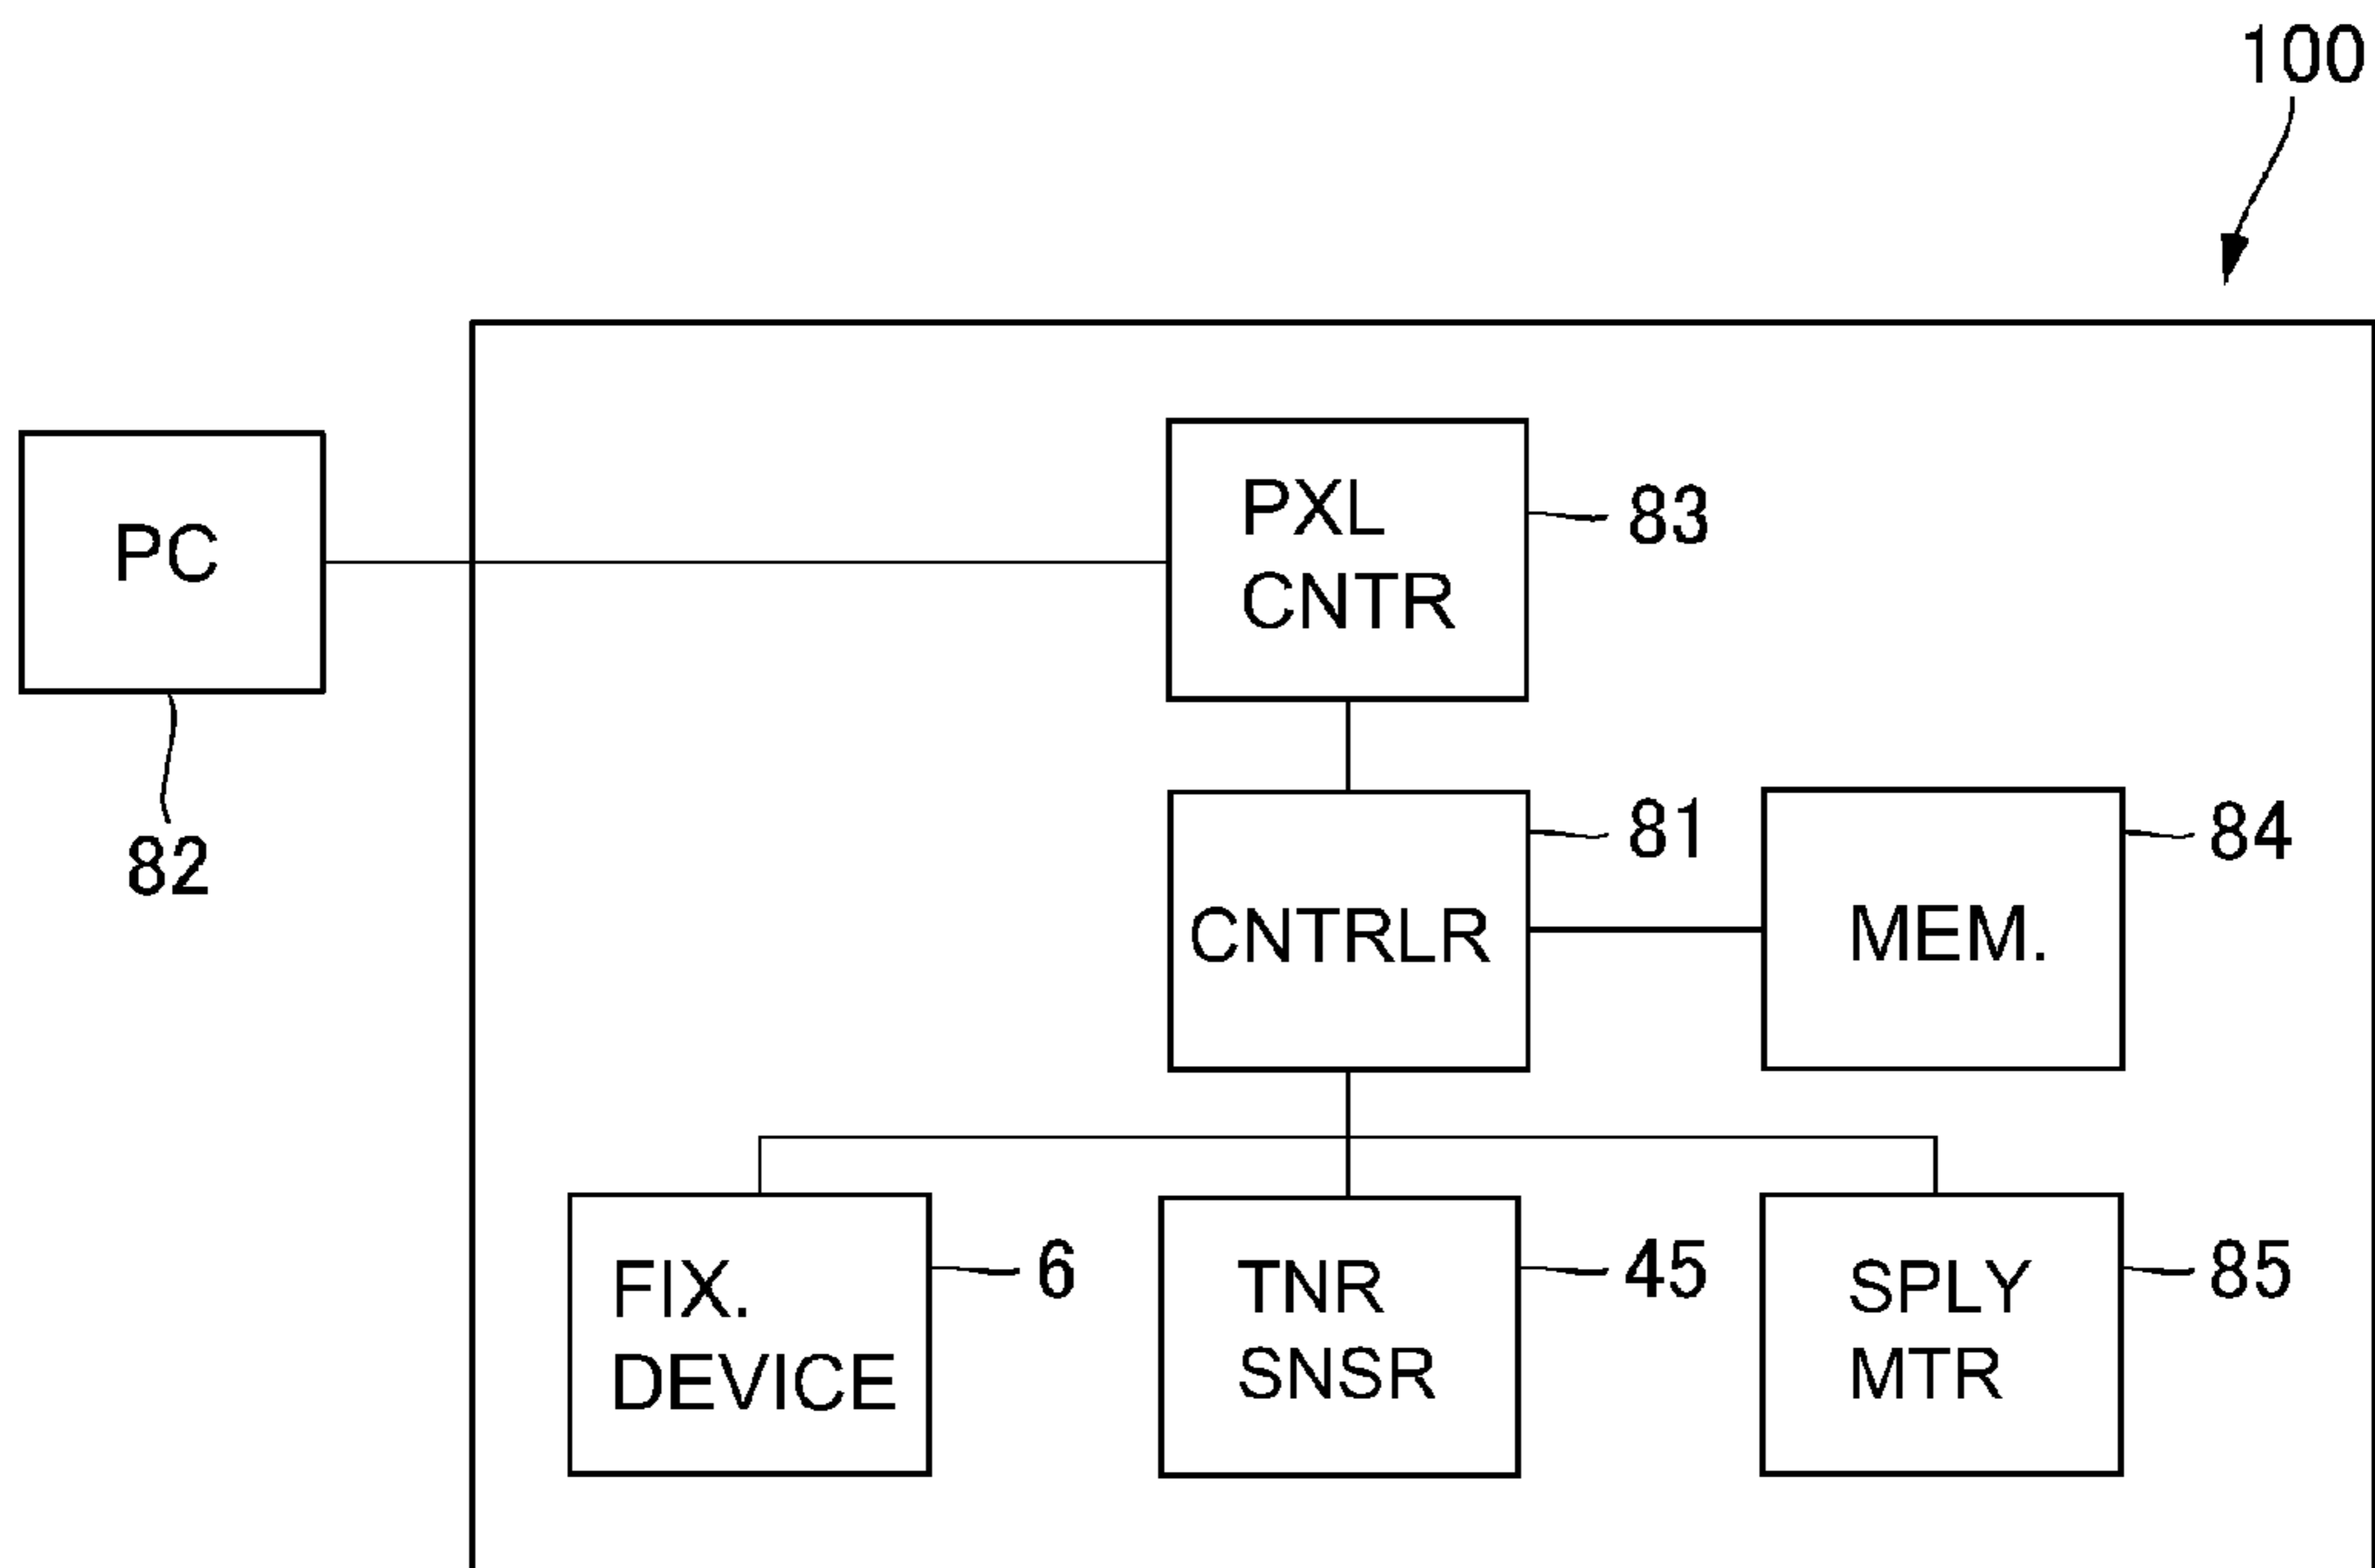 100
PC
82
PXL
CNTR
83
CNTRLR
81
MEM.
84
FIX.
DEVICE
6
TNR
SNSR
45
SPLY
MTR
85